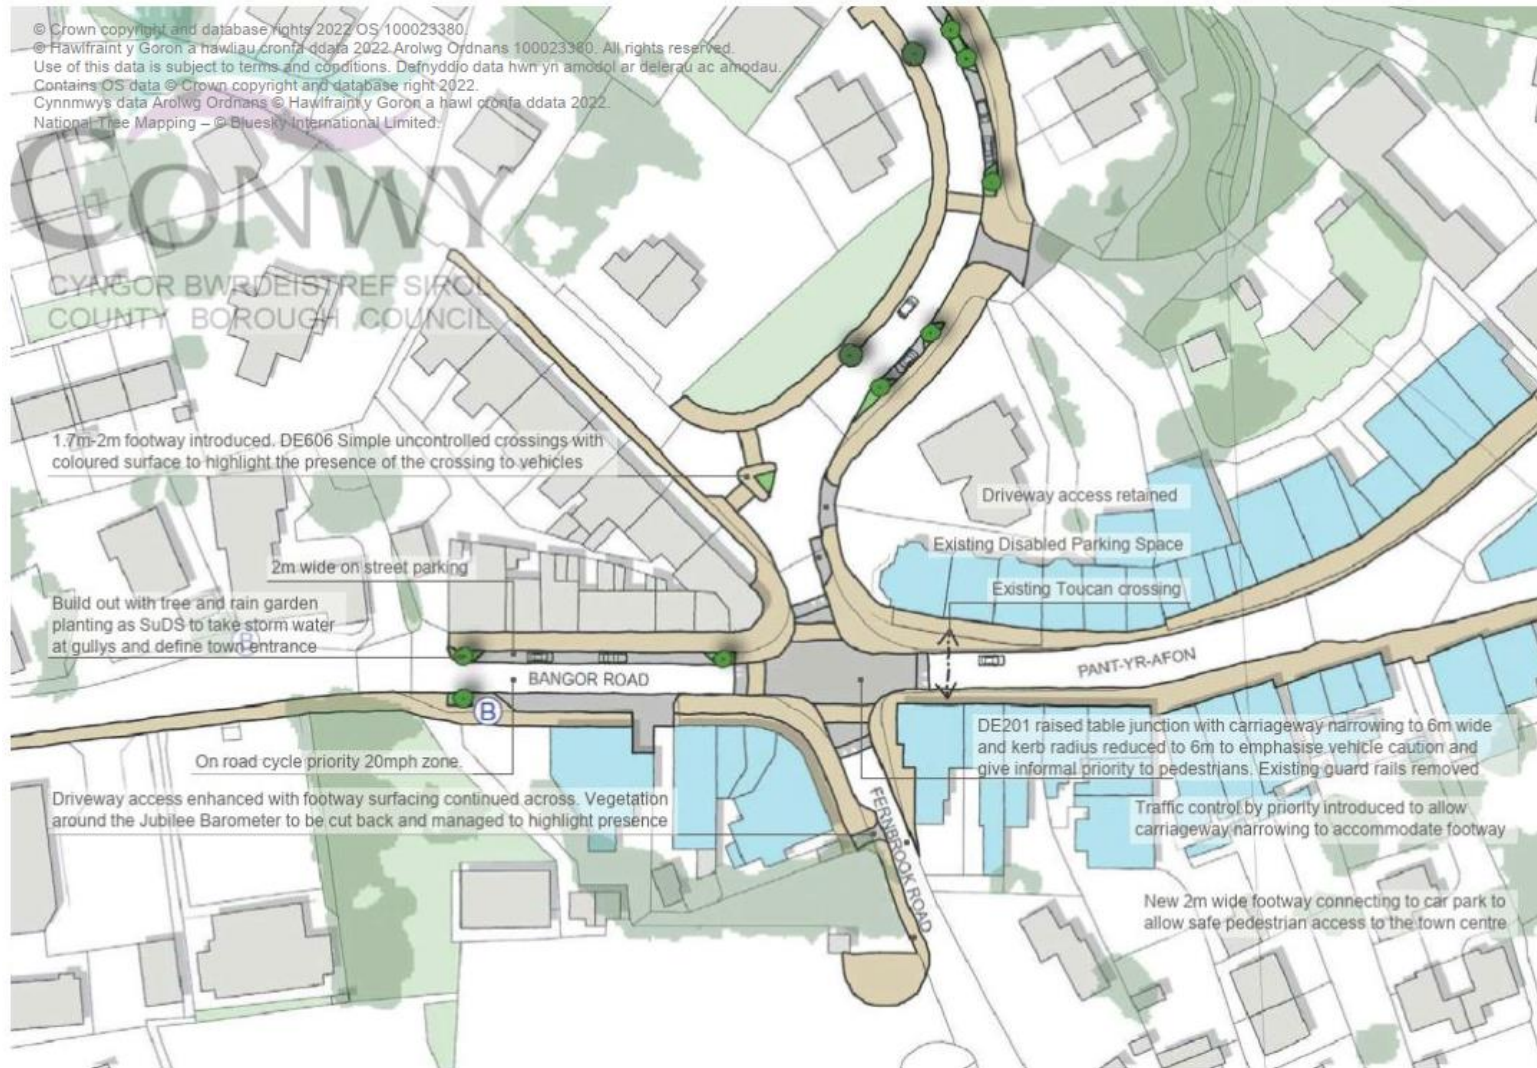 © Crown copyright and database rights 2022 OS 100023380.
© Hawlfraint y Goron a hawliau cronfa ddata 2022 Arolwg Ordnans 100023380. All rights reserved.
Use of this data is subject to terms and conditions. Defnyddio data hwn yn amodol ar delerau ac amodau.
Contains OS data © Crown copyright and database right 2022.
Cynnmwys data Arolwg Ordnans © Hawlfraint y Goron a hawl cronfa ddata 2022.
National Tree Mapping – © Bluesky International Limited.
CONWY
CYNGOR BWRDEISTREF SIROL
COUNTY BOROUGH COUNCIL
1.7m-2m footway introduced. DE606 Simple uncontrolled crossings with
coloured surface to highlight the presence of the crossing to vehicles
Driveway access retained
Existing Disabled Parking Space
2m wide on street parking
Existing Toucan crossing
Build out with tree and rain garden
planting as SuDS to take storm water
at gullys and define town entrance
B
BANGOR ROAD
PANT-YR-AFON
B
DE201 raised table junction with carriageway narrowing to 6m wide
and kerb radius reduced to 6m to emphasise vehicle caution and
give informal priority to pedestrians. Existing guard rails removed
On road cycle priority 20mph zone.
Driveway access enhanced with footway surfacing continued across. Vegetation
around the Jubilee Barometer to be cut back and managed to highlight presence
FERNBROOK ROAD
Traffic control by priority introduced to allow
carriageway narrowing to accommodate footway
New 2m wide footway connecting to car park to
allow safe pedestrian access to the town centre